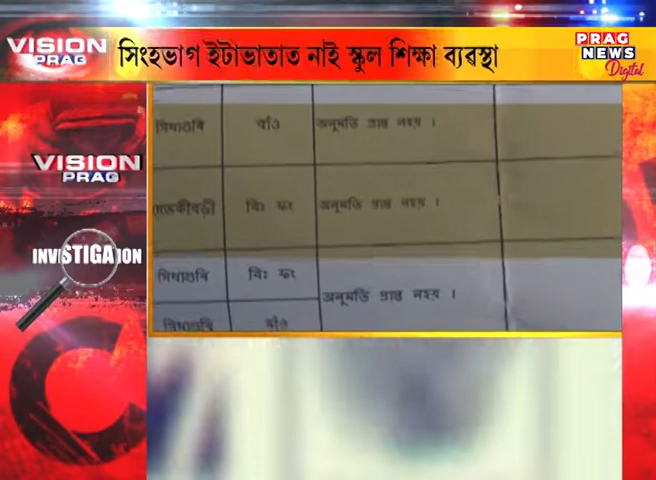 VISION
PRAG
সিংহভাগ ইটাভাতাত নাই স্কুল শিক্ষা ব্যৱস্থা
PRAG
NEWS
Digital
VISION
PRAG
INVESTIGATION
অনুমতি প্ৰাপ্ত নহয় ।
বিঃ ফং অনুমতি প্ৰাপ্ত নহয় ।
বিঃ ফং
অনুমতি প্ৰাপ্ত নহয় ।